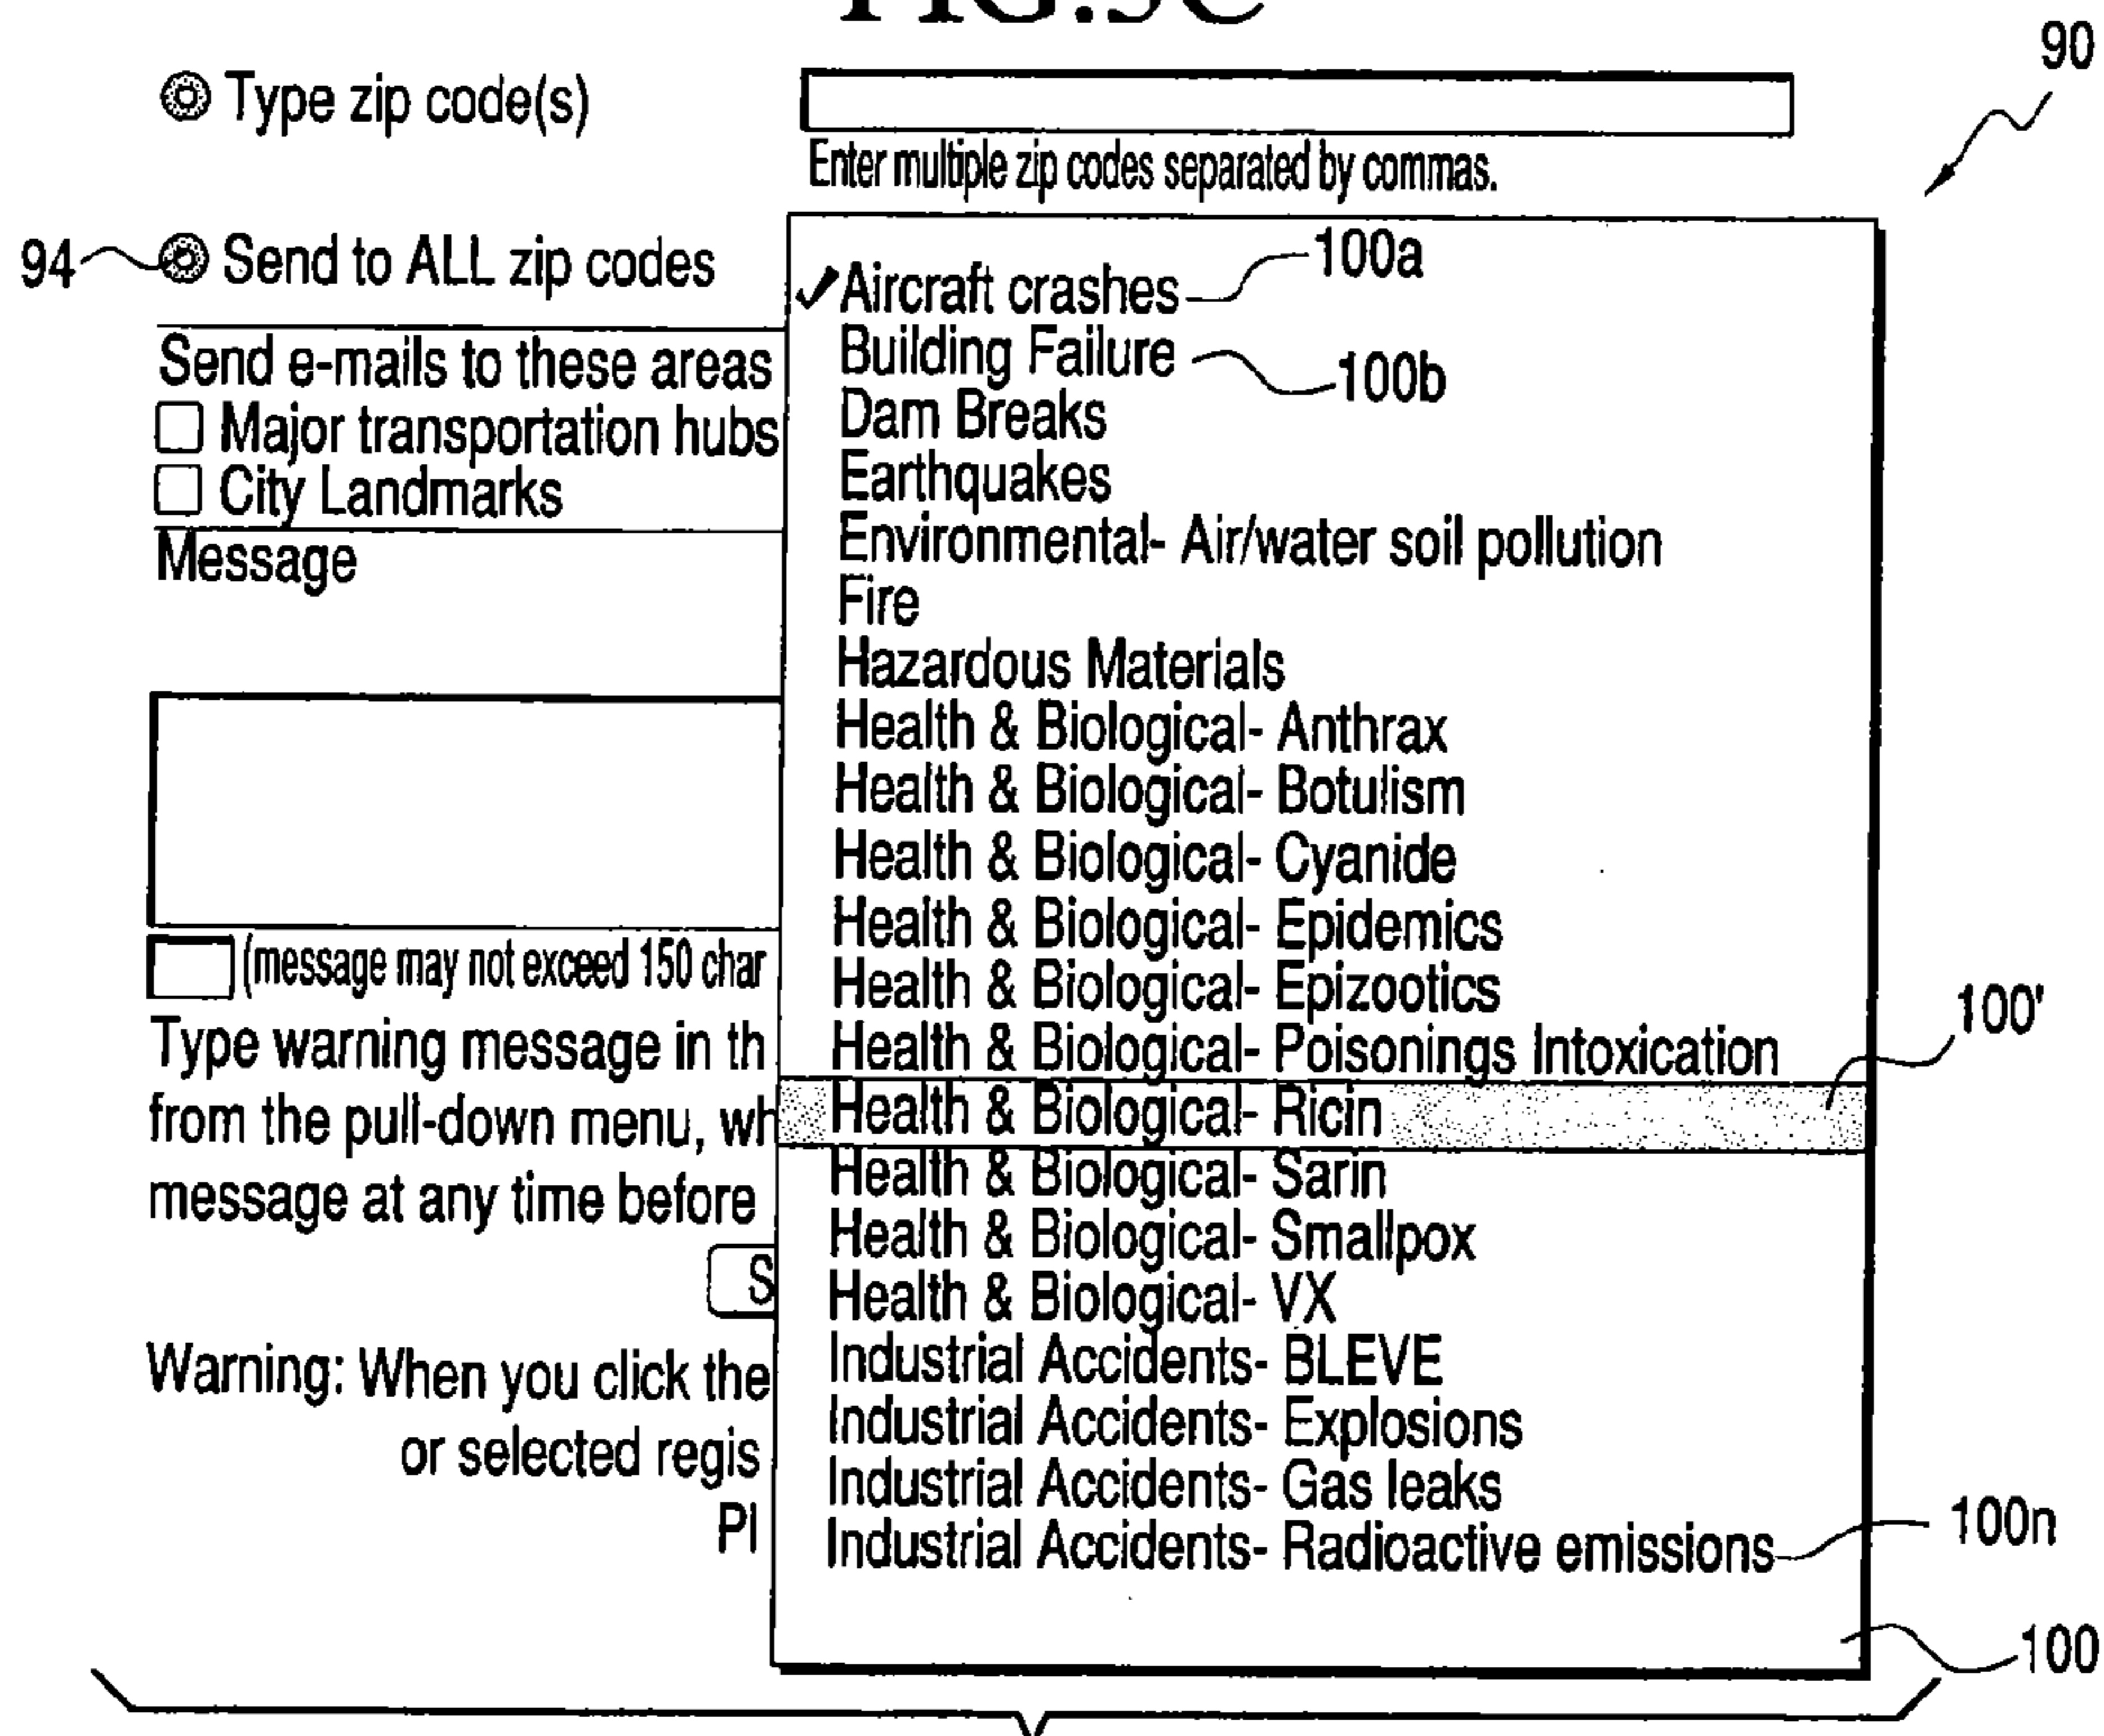 FIG.5C
90
Type zip code(s)
Enter multiple zip codes separated by commas.
94
Send to ALL zip codes
Send e-mails to these areas
Major transportation hubs
City Landmarks
Message
(message may not exceed 150 char
Type warning message in th
from the pull-down menu, wh
message at any time before
S
Warning: When you click the
or selected regis
Pl
✓Aircraft crashes
100a
Building Failure
100b
Dam Breaks
Earthquakes
Environmental- Air/water soil pollution
Fire
Hazardous Materials
Health & Biological- Anthrax
Health & Biological- Botulism
Health & Biological- Cyanide
Health & Biological- Epidemics
Health & Biological- Epizootics
Health & Biological- Poisonings Intoxication
100'
Health & Biological- Ricin
Health & Biological- Sarin
Health & Biological- Smallpox
Health & Biological- VX
Industrial Accidents- BLEVE
Industrial Accidents- Explosions
Industrial Accidents- Gas leaks
Industrial Accidents- Radioactive emissions
100n
100